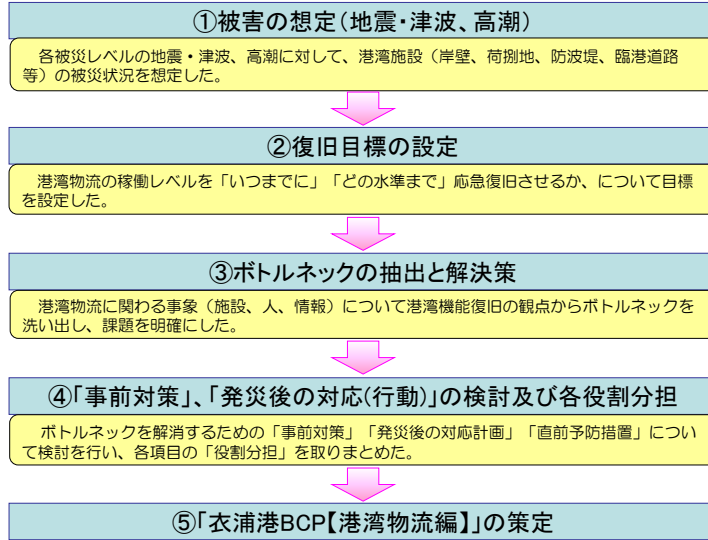 ①被害の想定（地震・津波、高潮）
各被災レベルの地震・津波、高潮に対して、港湾施設（岸壁、荷捌地、防波堤、臨港道路
等）の被災状況を想定した。
②復旧目標の設定
港湾物流の稼働レベルを「いつまでに」「どの水準まで」応急復旧させるか、について目標
を設定した。
③ボトルネックの抽出と解決策
港湾物流に関わる事象（施設、人、情報）について港湾機能復旧の観点からボトルネックを
洗い出し、課題を明確にした。
④「事前対策」、「発災後の対応(行動)」の検討及び各役割分担
ボトルネックを解消するための「事前対策」「発災後の対応計画」「直前予防措置」につい
て検討を行い、各項目の「役割分担」を取りまとめた。
⑤「衣浦港BCP【港湾物流編】」の策定